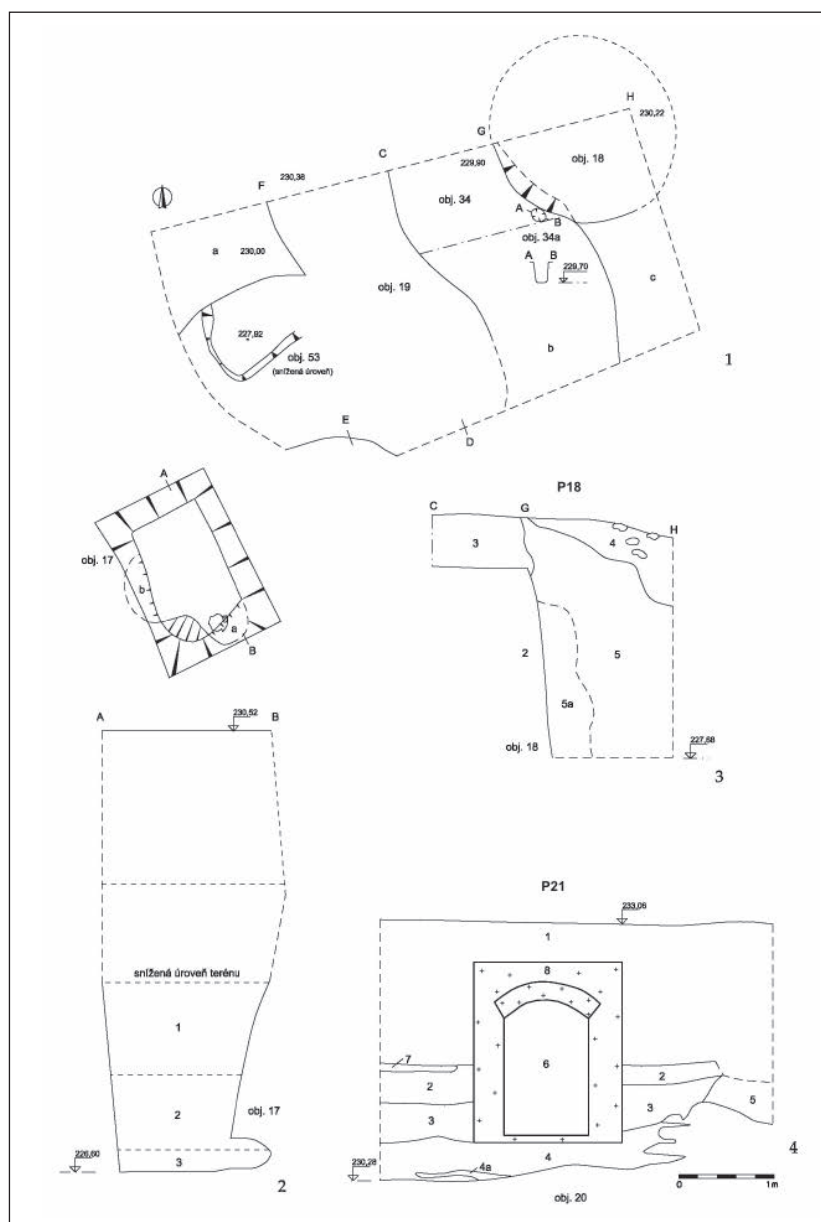 H
230,22
G
C
obj. 18
229,90
230,36
F
obj. 34
A
B
obj. 34a
a
230,00
A B
229,70
c
obj. 19
227,92
obj. 53
(snížená úroveň)
b
1
E
D
A
P18
C
G
H
obj. 17
3
4
b
a
B
2
5
5a
A
230,52
B
obj. 18
227,68
3
P21
233,06
1
snížená úroveň terénu
8
1
7
6
2
2
2
obj. 17
3
3
5
3
4
4
226,60
2
230,28
4a
0
1m
obj. 20